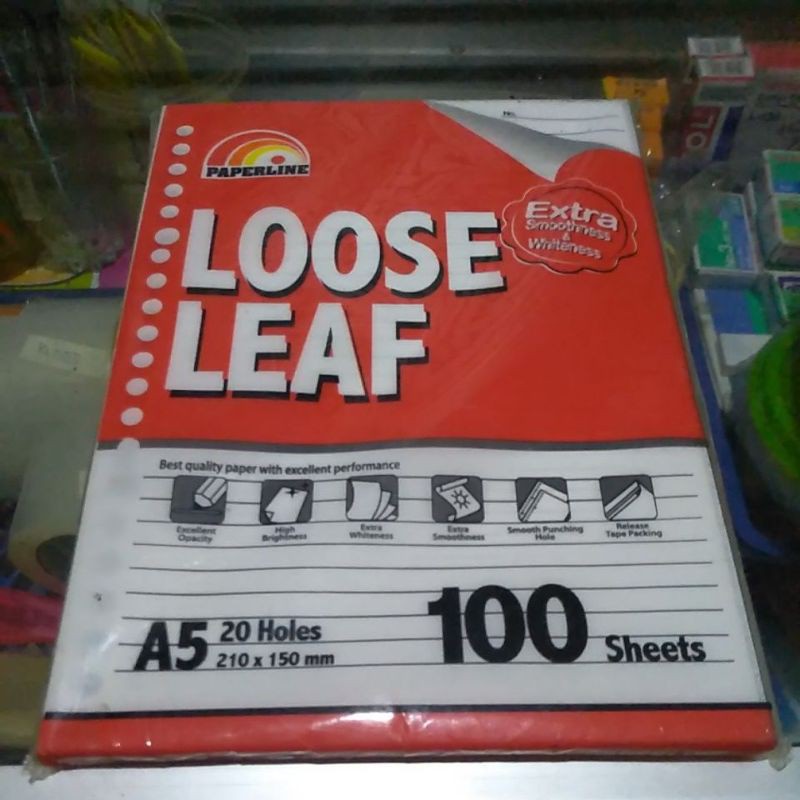 No.
PAPERLINE
LOOSE
LEAF
Extra
Smoothness
&
Whiteness
Best quality paper with excellent performance
Excellent
Opacity
High
Brightness
Extra
Whiteness
Extra
Smoothness
Smooth Punching
Hole
Release
Tape Packing
A5
20 Holes
210 x 150 mm
100
Sheets